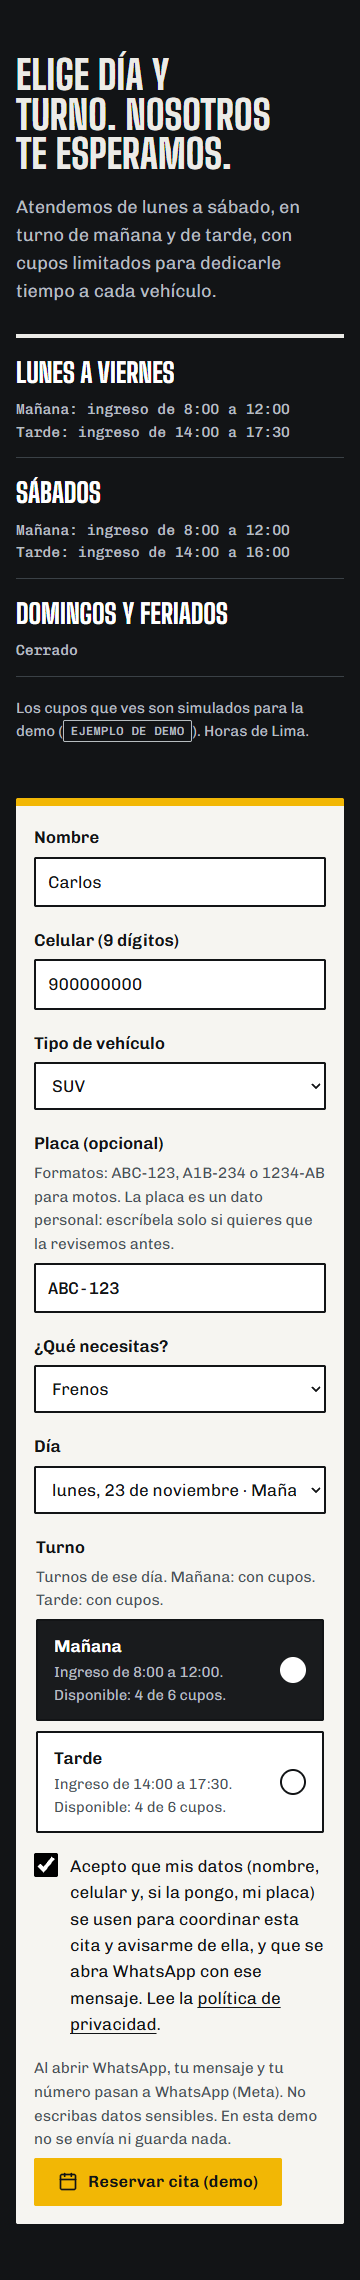 ELIGE DÍA Y
TURNO. NOSOTROS
TE ESPERAMOS.
Atendemos de lunes a sábado, en
turno de mañana y de tarde, con
cupos limitados para dedicarle
tiempo a cada vehículo.
LUNES A VIERNES
Mañana: ingreso de 8:00 a 12:00
Tarde: ingreso de 14:00 a 17:30
SÁBADOS
Mañana: ingreso de 8:00 a 12:00
Tarde: ingreso de 14:00 a 16:00
DOMINGOS Y FERIADOS
Cerrado
Los cupos que ves son simulados para la
demo (EJEMPLO DE DEMO). Horas de Lima.
Nombre
Carlos
Celular (9 dígitos)
900000000
Tipo de vehículo
SUV
Placa (opcional)
Formatos: ABC-123, A1B-234 o 1234-AB
para motos. La placa es un dato
personal: escríbela solo si quieres que
la revisemos antes.
ABC-123
¿Qué necesitas?
Frenos
Día
lunes, 23 de noviembre · Maña
Turno
Turnos de ese día. Mañana: con cupos.
Tarde: con cupos.
Mañana
Ingreso de 8:00 a 12:00.
Disponible: 4 de 6 cupos.
Tarde
Ingreso de 14:00 a 17:30.
Disponible: 4 de 6 cupos.
Acepto que mis datos (nombre,
celular y, si la pongo, mi placa)
se usen para coordinar esta
cita y avisarme de ella, y que se
abra WhatsApp con ese
mensaje. Lee la política de
privacidad.
Al abrir WhatsApp, tu mensaje y tu
número pasan a WhatsApp (Meta). No
escribas datos sensibles. En esta demo
no se envía ni guarda nada.
Reservar cita (demo)